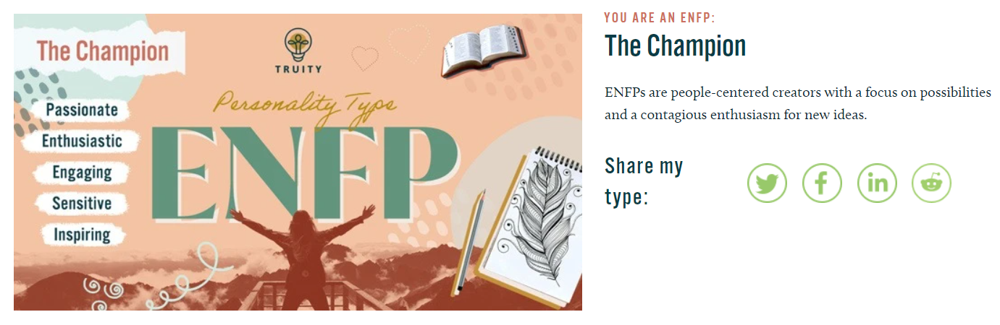 The Champion
TRUITY
Personality Type
ENFP
Passionate
Enthusiastic
Engaging
Sensitive
Inspiring
YOU ARE AN ENFP:
The Champion
ENFPs are people-centered creators with a focus on possibilities
and a contagious enthusiasm for new ideas.
Share my
type: